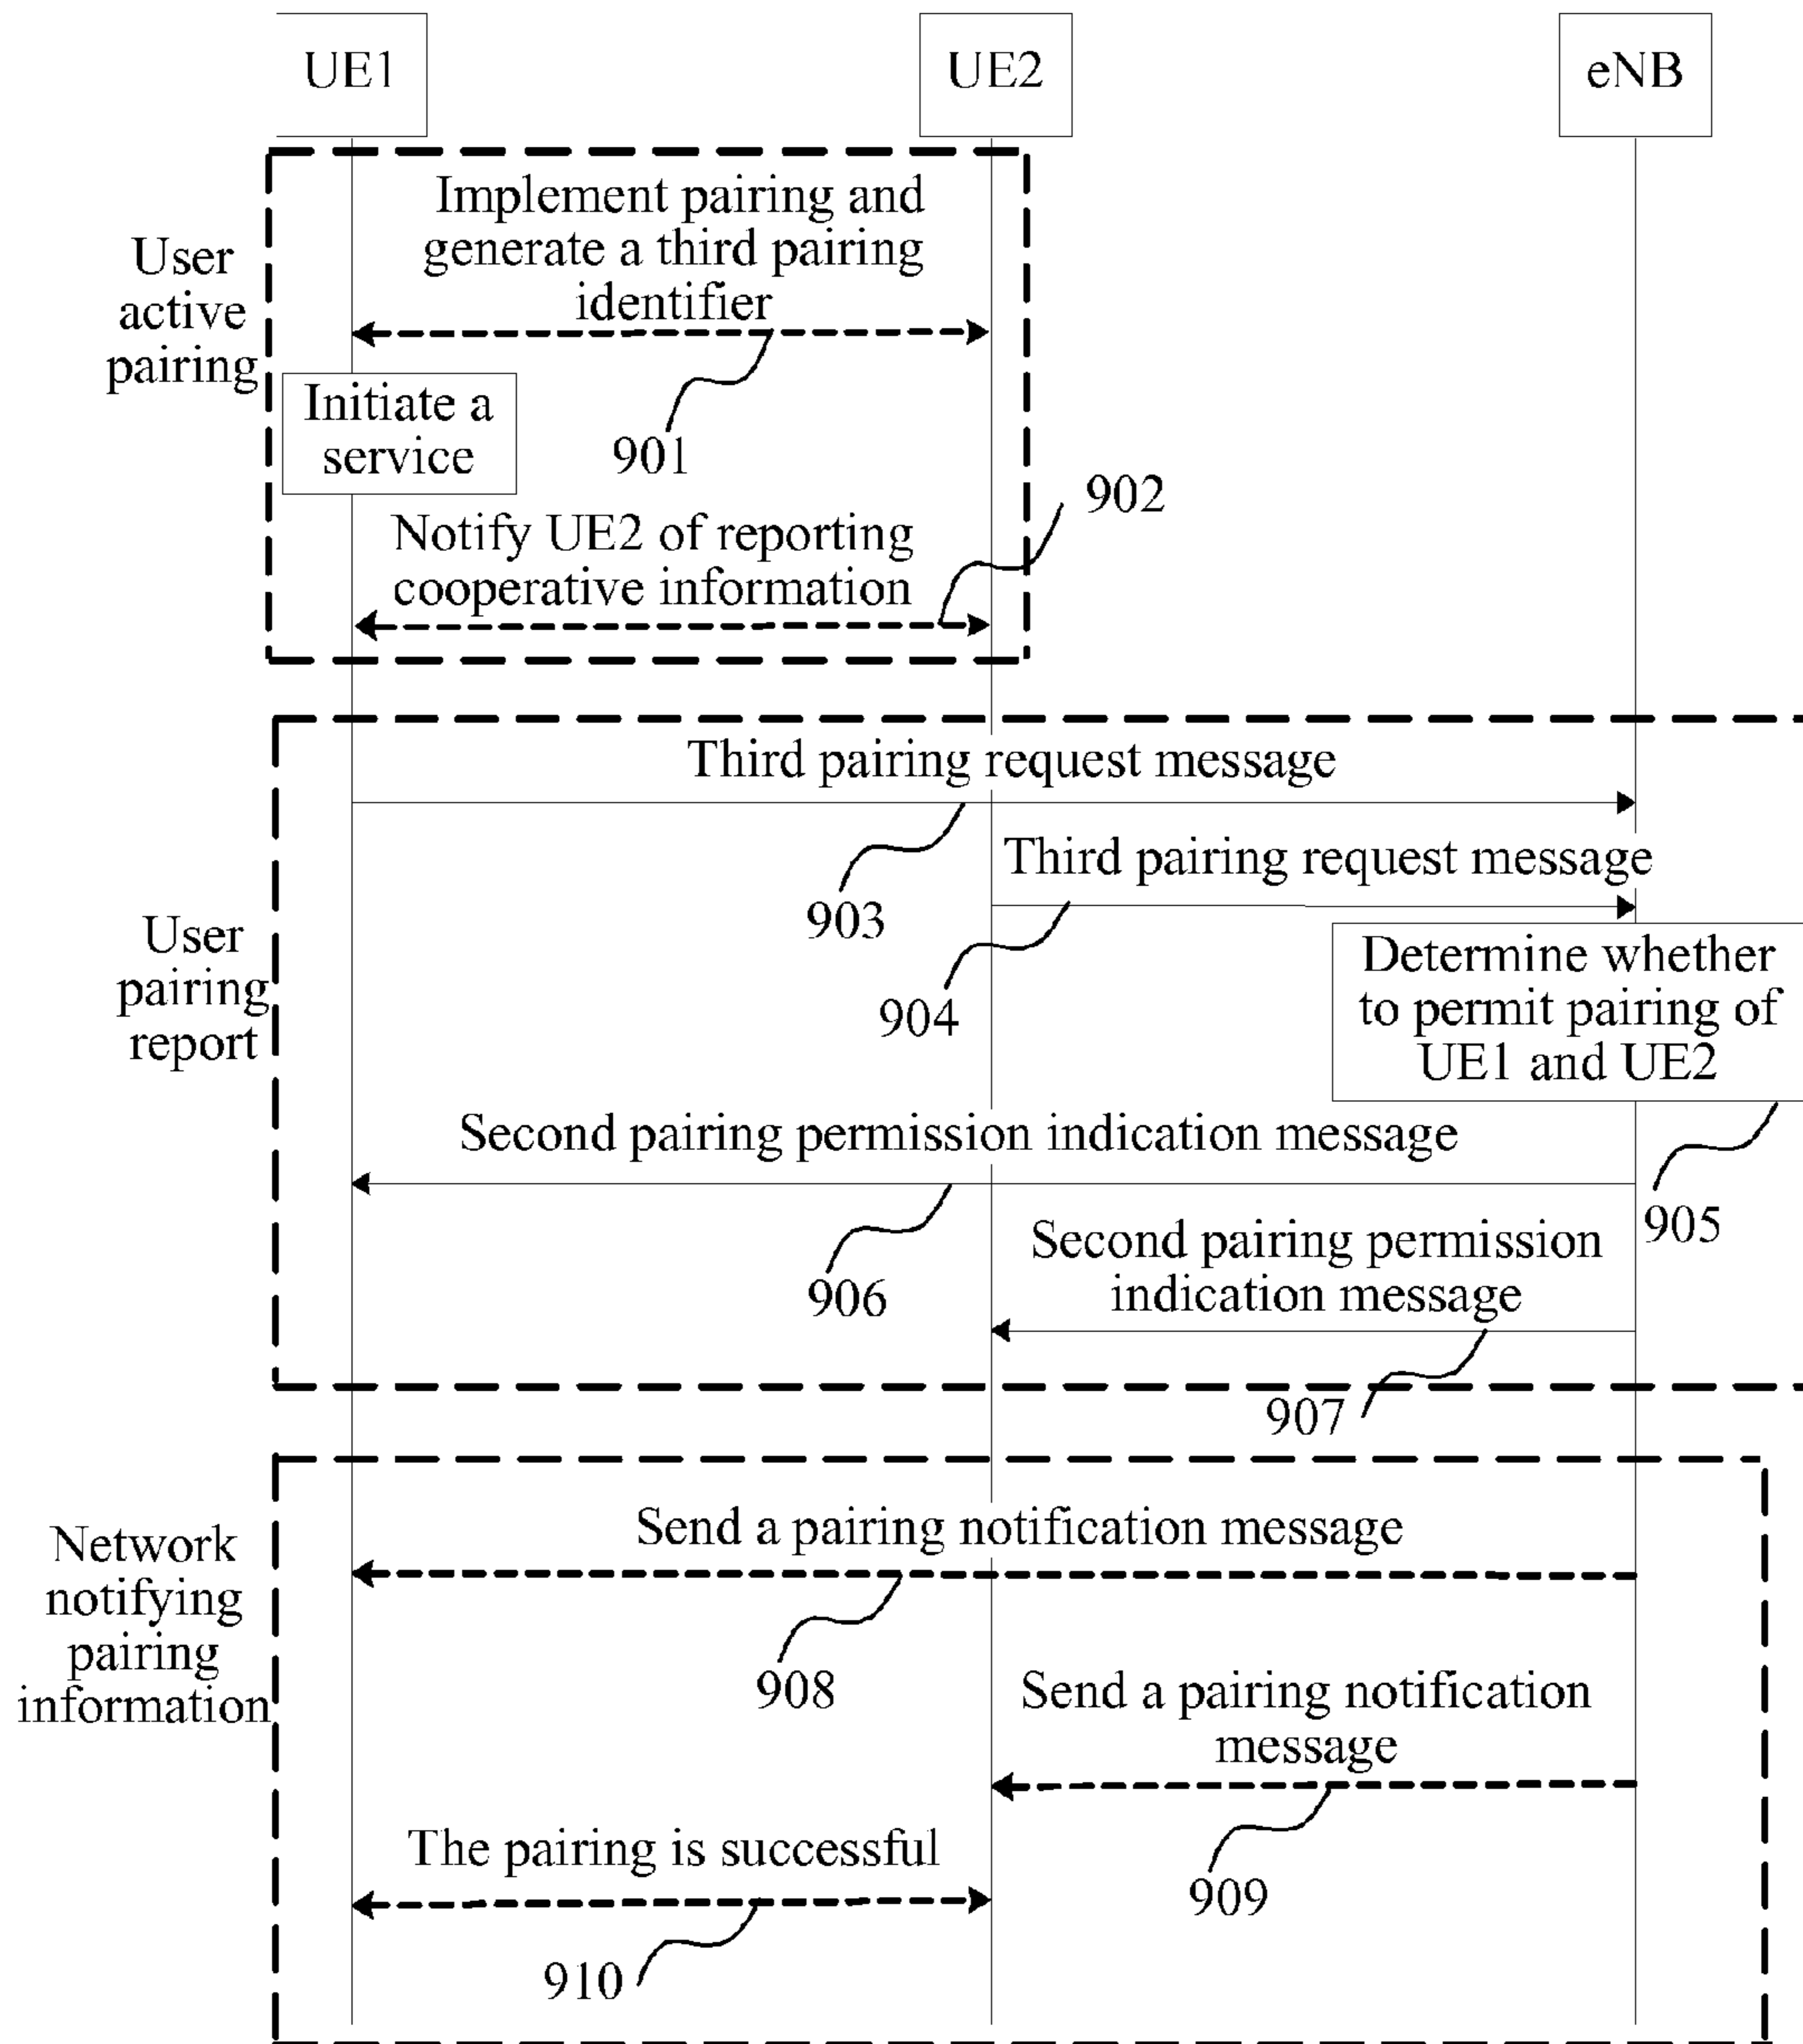 UE1
UE2
eNB
User
active
pairing
Implement pairing and
generate a third pairing
identifier
901
Initiate a
service
902
Notify UE2 of reporting
cooperative information
User
pairing
report
Third pairing request message
903
Third pairing request message
904
Determine whether
to permit pairing of
UE1 and UE2
905
Second pairing permission indication message
906
Second pairing permission
indication message
907
Network
notifying
pairing
information
Send a pairing notification message
908
Send a pairing notification
message
909
The pairing is successful
910